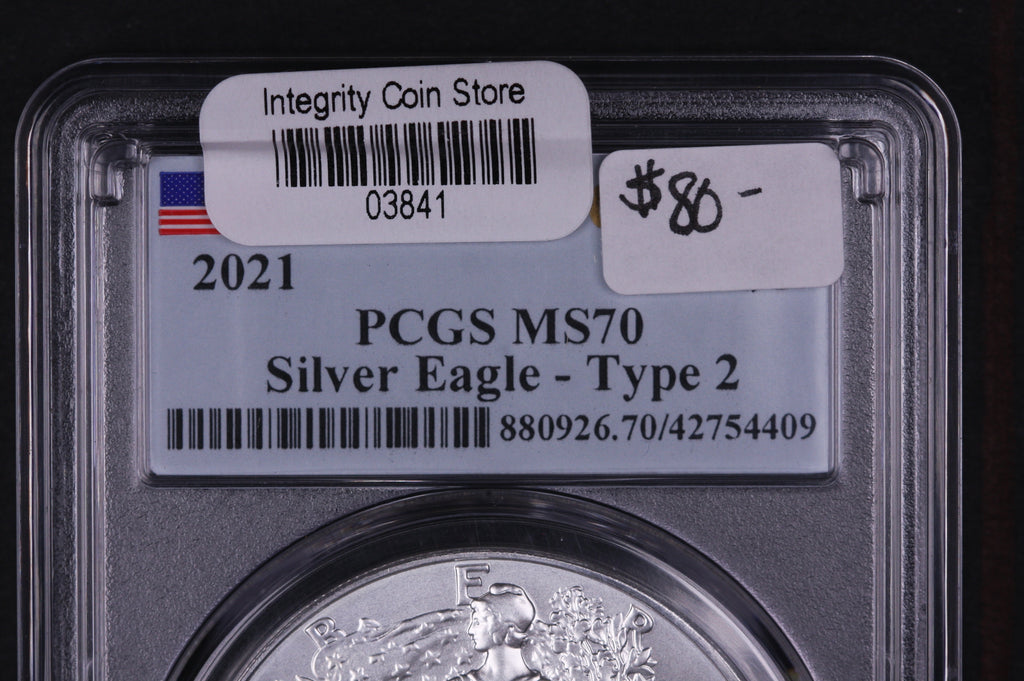 Integrity Coin Store
03841
$80-
2021
PCGS MS70
Silver Eagle - Type 2
880926.70/42754409
E
R